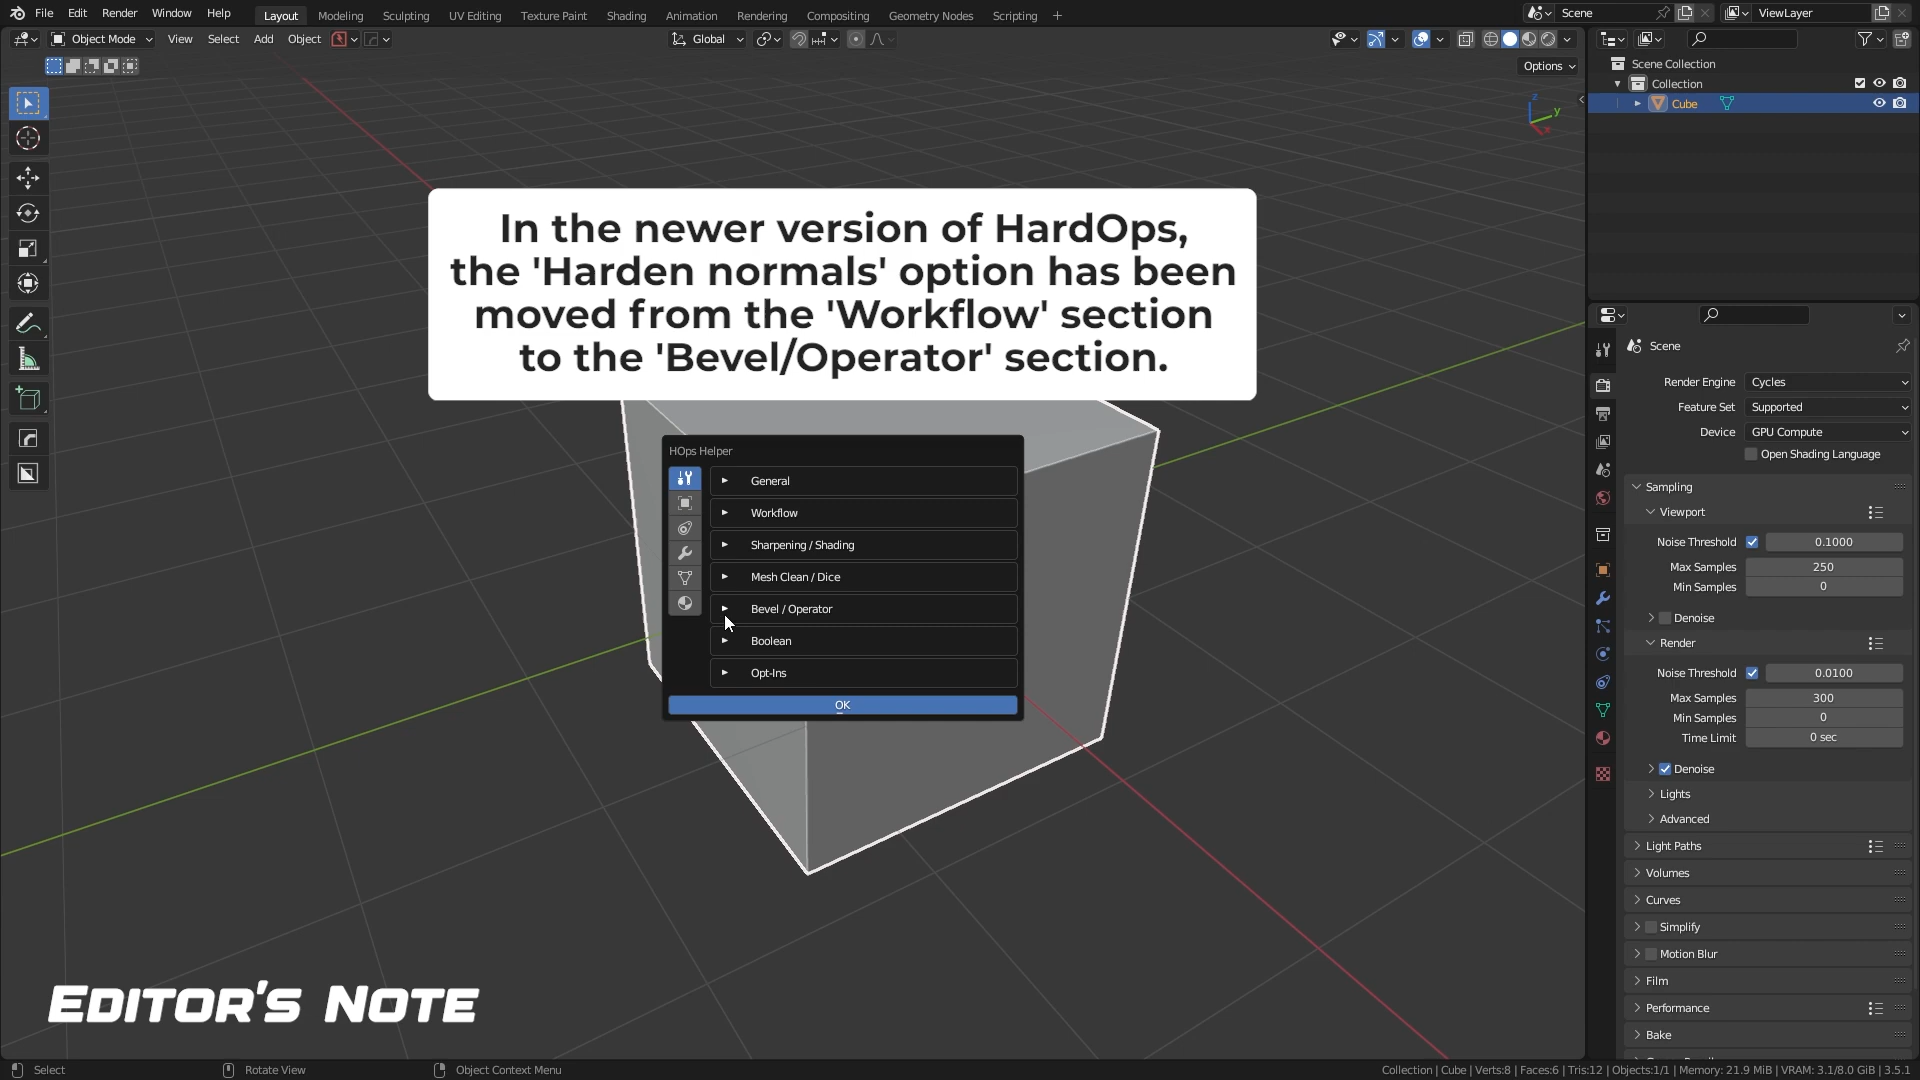 File Edit Render Window Help Layout Modeling Sculpting UV Editing Texture Paint Shading Animation Rendering Compositing Geometry Nodes Scripting + Scene ViewLayer
Object Mode View Select Add Object Global
Options
Scene Collection
Collection
Cube
z
y
x
In the newer version of HardOps,
the 'Harden normals' option has been
moved from the 'Workflow' section
to the 'Bevel/Operator' section.
HOps Helper
General
Workflow
Sharpening / Shading
Mesh Clean / Dice
Bevel / Operator
Boolean
Opt-Ins
OK
Scene
Render Engine Cycles
Feature Set Supported
Device GPU Compute
Open Shading Language
Sampling
Viewport
Noise Threshold 0.1000
Max Samples 250
Min Samples 0
Denoise
Render
Noise Threshold 0.0100
Max Samples 300
Min Samples 0
Time Limit 0 sec
Denoise
Lights
Advanced
Light Paths
Volumes
Curves
Simplify
Motion Blur
Film
Performance
Bake
EDITOR'S NOTE
Select Rotate View Object Context Menu Collection | Cube | Verts:8 | Faces:6 | Tris:12 | Objects:1/1 | Memory: 21.9 MiB | VRAM: 3.1/8.0 GiB | 3.5.1